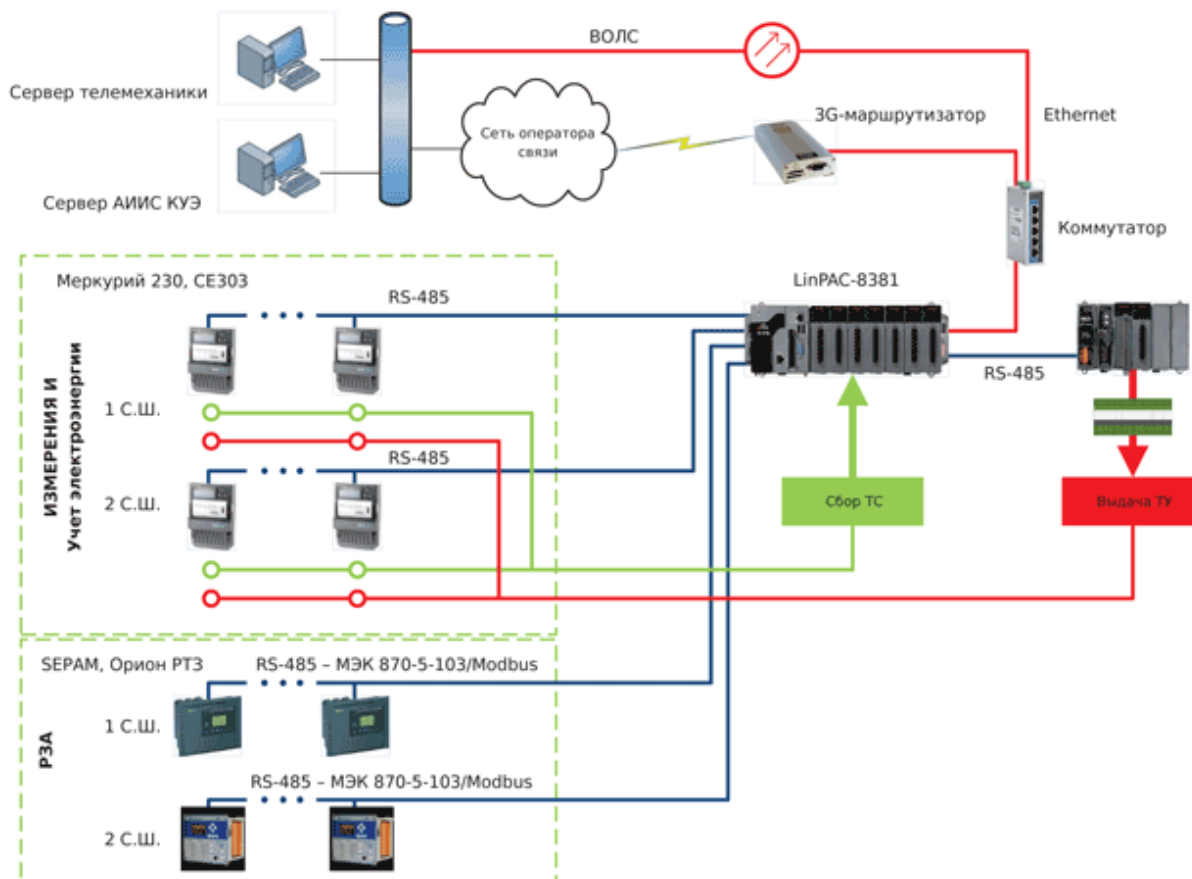 ВОЛС
Сервер телемеханики
3G-маршрутизатор
Ethernet
Сеть оператора
связи
Сервер АИИС КУЭ
Коммутатор
Меркурий 230, СЕ303
RS-485
LinPAC-8381
RS-485
ИЗМЕРЕНИЯ И
Учет электроэнергии
1 С.Ш.
RS-485
2 С.Ш.
Сбор ТС
Выдача ТУ
SEPAM, Орион РТЗ
RS-485 – МЭК 870-5-103/Modbus
РЗА
1 С.Ш.
RS-485 – МЭК 870-5-103/Modbus
2 С.Ш.